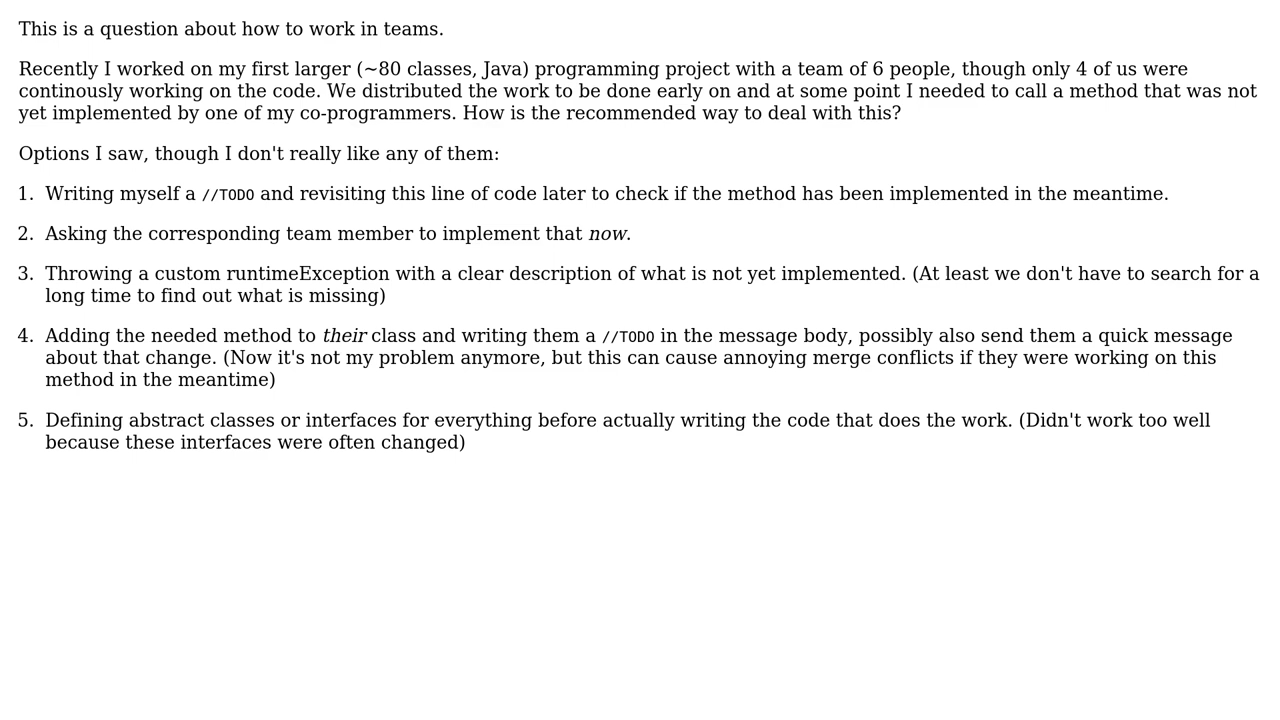 This is a question about how to work in teams.
Recently I worked on my first larger (~80 classes, Java) programming project with a team of 6 people, though only 4 of us were
continously working on the code. We distributed the work to be done early on and at some point I needed to call a method that was not
yet implemented by one of my co-programmers. How is the recommended way to deal with this?
Options I saw, though I don't really like any of them:
1. Writing myself a //TODO and revisiting this line of code later to check if the method has been implemented in the meantime.
2. Asking the corresponding team member to implement that now.
3. Throwing a custom runtimeException with a clear description of what is not yet implemented. (At least we don't have to search for a
long time to find out what is missing)
4. Adding the needed method to their class and writing them a //TODO in the message body, possibly also send them a quick message
about that change. (Now it's not my problem anymore, but this can cause annoying merge conflicts if they were working on this
method in the meantime)
5. Defining abstract classes or interfaces for everything before actually writing the code that does the work. (Didn't work too well
because these interfaces were often changed)